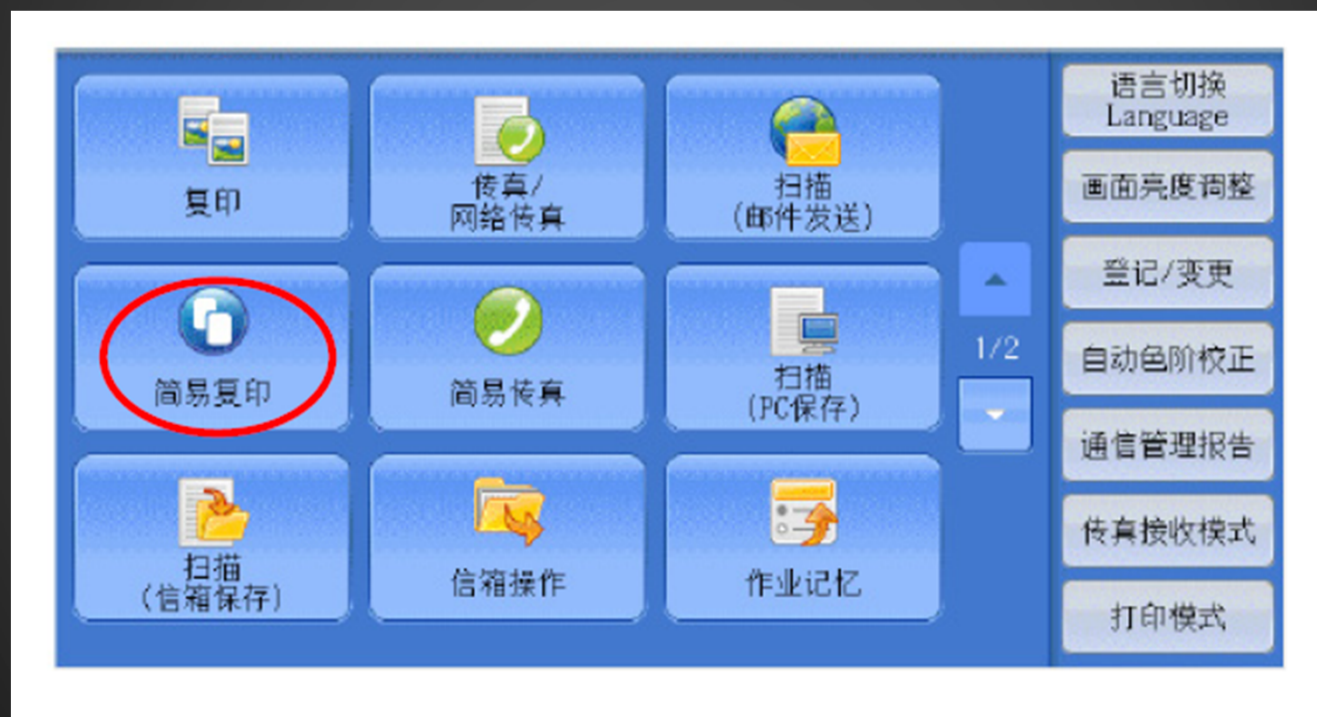 复印
传真/
网络传真
扫描
(邮件发送)
简易复印
简易传真
扫描
(PC保存)
扫描
(信箱保存)
信箱操作
作业记忆
1/2
语言切换
Language
画面亮度调整
登记/变更
自动色阶校正
通信管理报告
传真接收模式
打印模式